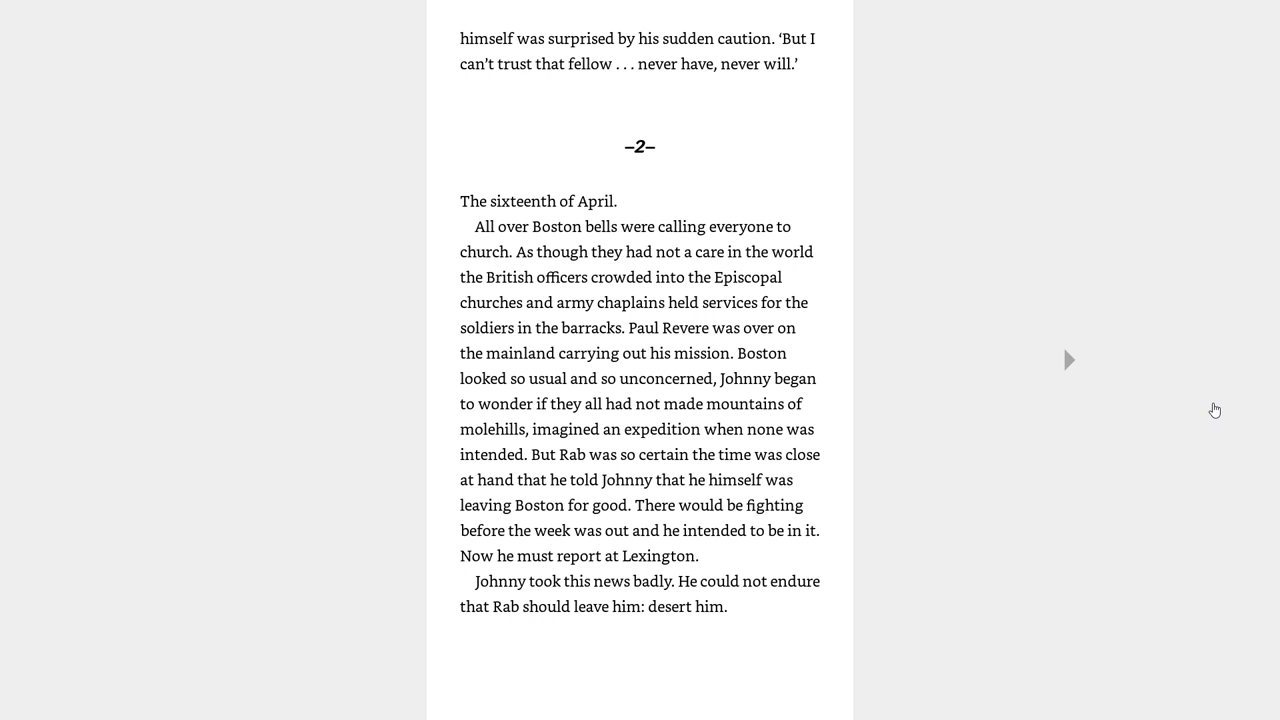 himself was surprised by his sudden caution. ‘But I
can’t trust that fellow . . . never have, never will.’
–2–
The sixteenth of April.
All over Boston bells were calling everyone to
church. As though they had not a care in the world
the British officers crowded into the Episcopal
churches and army chaplains held services for the
soldiers in the barracks. Paul Revere was over on
the mainland carrying out his mission. Boston
looked so usual and so unconcerned, Johnny began
to wonder if they all had not made mountains of
molehills, imagined an expedition when none was
intended. But Rab was so certain the time was close
at hand that he told Johnny that he himself was
leaving Boston for good. There would be fighting
before the week was out and he intended to be in it.
Now he must report at Lexington.
Johnny took this news badly. He could not endure
that Rab should leave him: desert him.